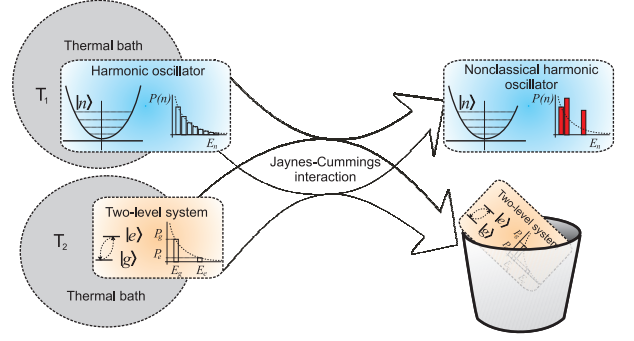 Thermal bath
T1
Harmonic oscillator
|n⟩
P(n)
En
Nonclassical harmonic
oscillator
|n⟩
P(n)
En
Jaynes-Cummings
interaction
T2
Two-level system
|e⟩
|g⟩
Pg
Pe
Eg
Ee
Thermal bath
Two-level system
|e⟩
|g⟩